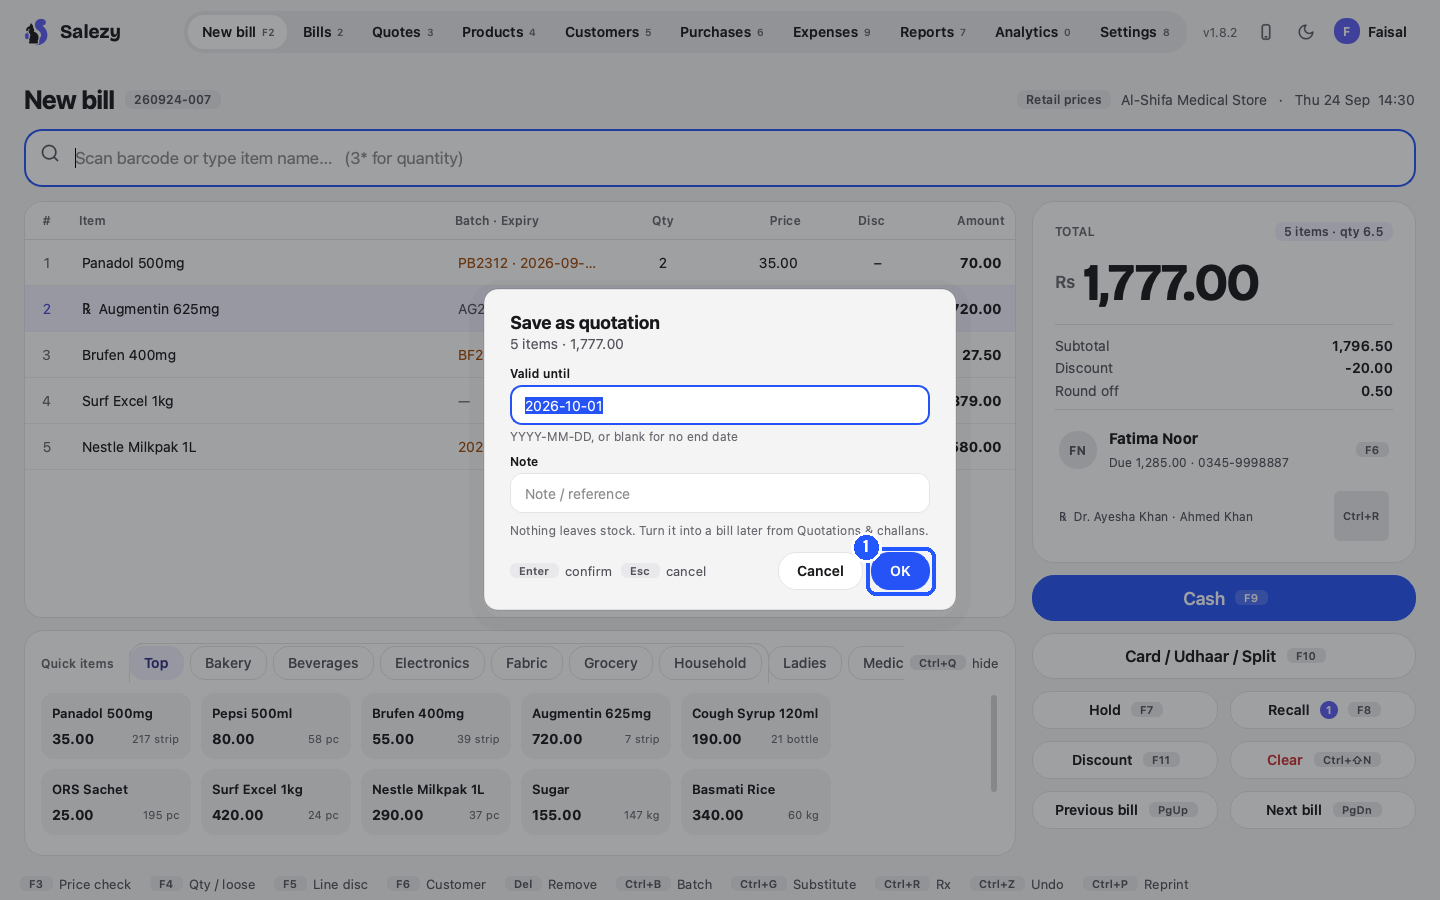 Salezy
New bill F2 Bills 2 Quotes 3 Products 4 Customers 5 Purchases 6 Expenses 9 Reports 7 Analytics 0 Settings 8 v1.8.2 F Faisal
New bill 260924-007 Retail prices Al-Shifa Medical Store · Thu 24 Sep 14:30
Scan barcode or type item name... (3* for quantity)
# Item Batch · Expiry Qty Price Disc Amount
1 Panadol 500mg PB2312 · 2026-09-... 2 35.00 – 70.00
2 ℞ Augmentin 625mg AG2 720.00
3 Brufen 400mg BF2 27.50
4 Surf Excel 1kg — 379.00
5 Nestle Milkpak 1L 202 580.00
Save as quotation
5 items · 1,777.00
Valid until
2026-10-01
YYYY-MM-DD, or blank for no end date
Note
Note / reference
Nothing leaves stock. Turn it into a bill later from Quotations & challans.
1
Enter confirm Esc cancel Cancel OK
TOTAL 5 items · qty 6.5
Rs 1,777.00
Subtotal 1,796.50
Discount -20.00
Round off 0.50
FN Fatima Noor F6
Due 1,285.00 · 0345-9998887
℞ Dr. Ayesha Khan · Ahmed Khan Ctrl+R
Cash F9
Card / Udhaar / Split F10
Hold F7 Recall 1 F8
Discount F11 Clear Ctrl+⇧N
Previous bill PgUp Next bill PgDn
Quick items Top Bakery Beverages Electronics Fabric Grocery Household Ladies Medic Ctrl+Q hide
Panadol 500mg Pepsi 500ml Brufen 400mg Augmentin 625mg Cough Syrup 120ml
35.00 217 strip 80.00 58 pc 55.00 39 strip 720.00 7 strip 190.00 21 bottle
ORS Sachet Surf Excel 1kg Nestle Milkpak 1L Sugar Basmati Rice
25.00 195 pc 420.00 24 pc 290.00 37 pc 155.00 147 kg 340.00 60 kg
F3 Price check F4 Qty / loose F5 Line disc F6 Customer Del Remove Ctrl+B Batch Ctrl+G Substitute Ctrl+R Rx Ctrl+Z Undo Ctrl+P Reprint